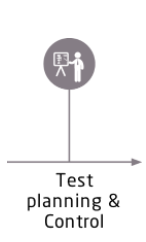 Test
planning &
Control